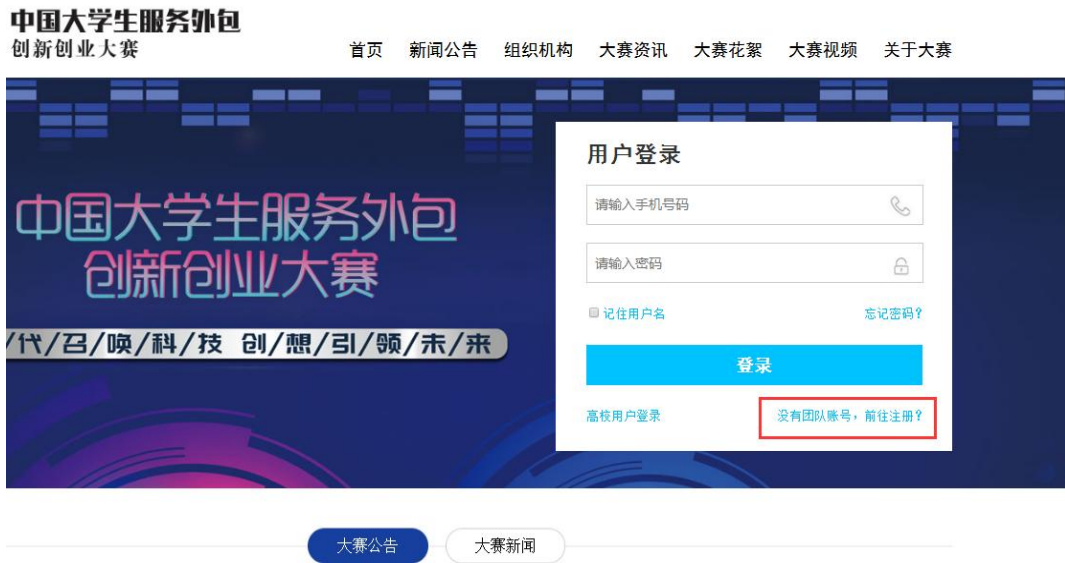 中国大学生服务外包
创新创业大赛
首页 新闻公告 组织机构 大赛资讯 大赛花絮 大赛视频 关于大赛
中国大学生服务外包
创新创业大赛
/代/召/唤/科/技 创/想/引/领/未/来
用户登录
请输入手机号码
请输入密码
记住用户名 忘记密码?
登录
高校用户登录 没有团队账号，前往注册?
大赛公告 大赛新闻